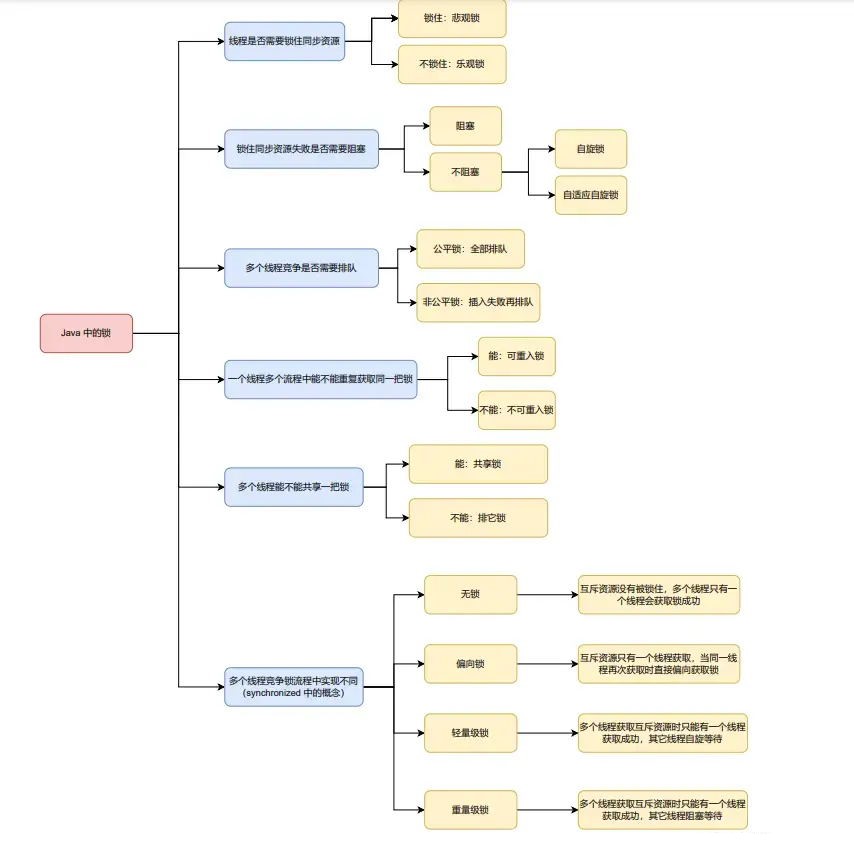 线程是否需要锁住同步资源
锁住：悲观锁
不锁住：乐观锁
锁住同步资源失败是否需要阻塞
阻塞
不阻塞
自旋锁
自适应自旋锁
多个线程竞争是否需要排队
公平锁：全部排队
非公平锁：插入失败再排队
Java 中的锁
一个线程多个流程中能不能重复获取同一把锁
能：可重入锁
不能：不可重入锁
多个线程能不能共享一把锁
能：共享锁
不能：排它锁
多个线程竞争锁流程中实现不同
（synchronized 中的概念）
无锁
互斥资源没有被锁住，多个线程只有一
个线程会获取锁成功
偏向锁
互斥资源只有一个线程获取，当同一线
程再次获取时直接偏向获取锁
轻量级锁
多个线程获取互斥资源时只能有一个线程
获取成功，其它线程自旋等待
重量级锁
多个线程获取互斥资源时只能有一个线程
获取成功，其它线程阻塞等待